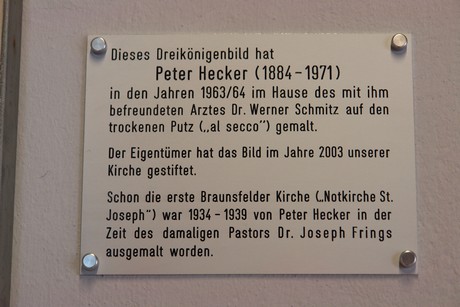 Dieses Dreikönigenbild hat
Peter Hecker (1884-1971)
in den Jahren 1963/64 im Hause des mit ihm
befreundeten Arztes Dr. Werner Schmitz auf den
trockenen Putz („al secco") gemalt.
Der Eigentümer hat das Bild im Jahre 2003 unserer
Kirche gestiftet.
Schon die erste Braunsfelder Kirche („Notkirche St.
Joseph") war 1934-1939 von Peter Hecker in der
Zeit des damaligen Pastors Dr. Joseph Frings
ausgemalt worden.